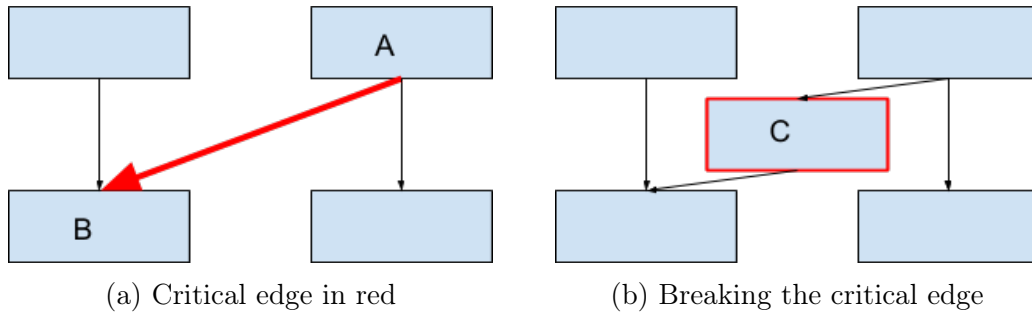 A
B
C
(a) Critical edge in red
(b) Breaking the critical edge